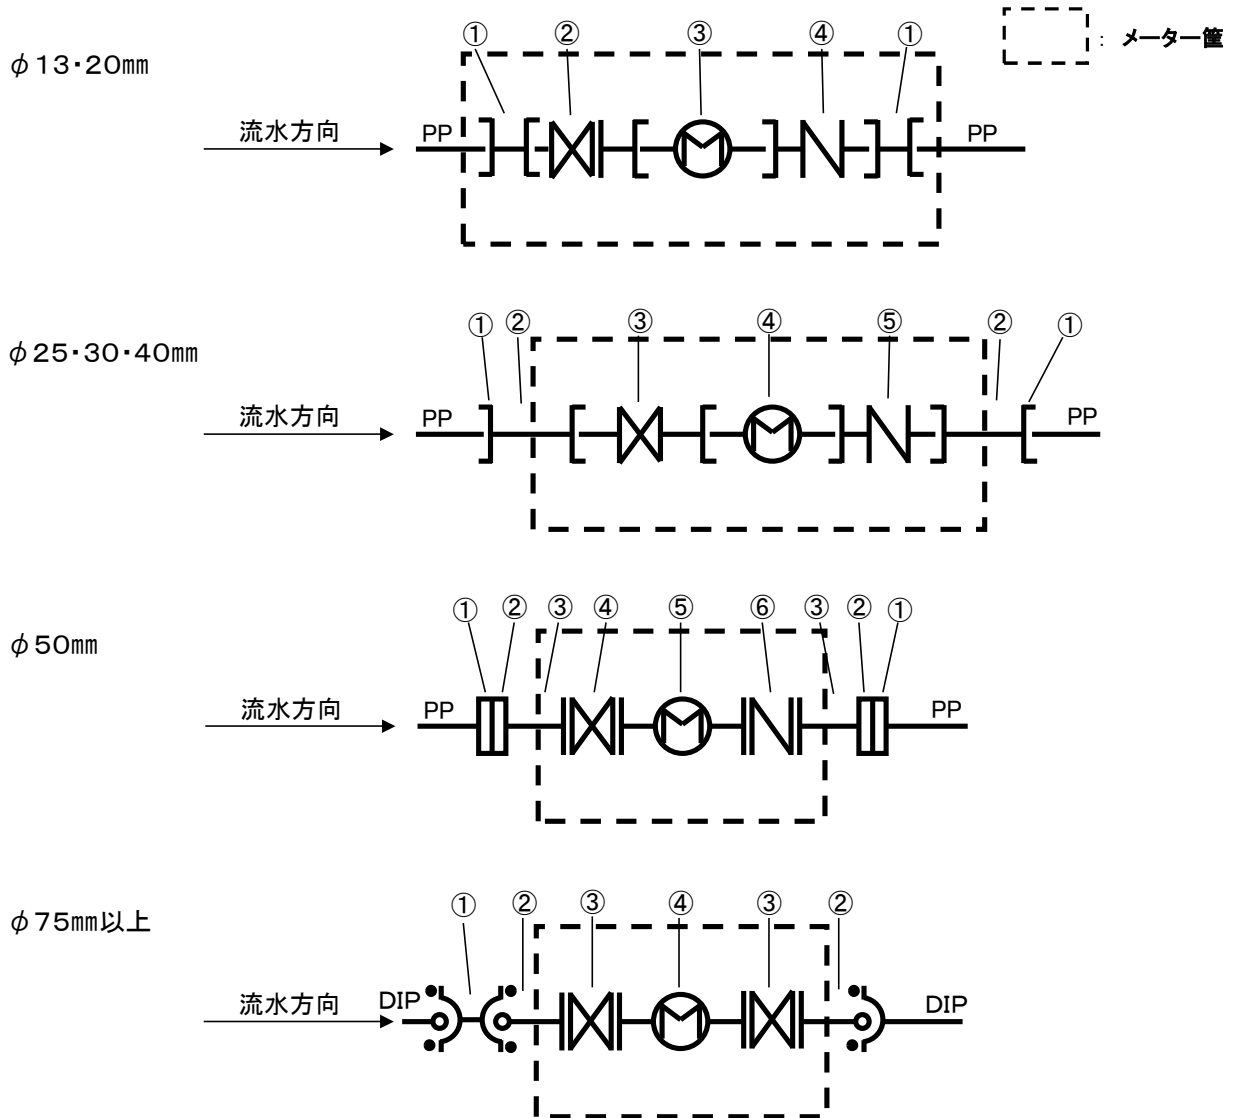 : メーター筐
φ13・20㎜
① ② ③ ④ ①
流水方向
PP PP
φ25・30・40㎜
① ② ③ ④ ⑤ ② ①
流水方向
PP PP
φ50㎜
① ② ③ ④ ⑤ ⑥ ③ ② ①
流水方向
PP PP
φ75㎜以上
① ② ③ ④ ③ ②
流水方向
DIP DIP